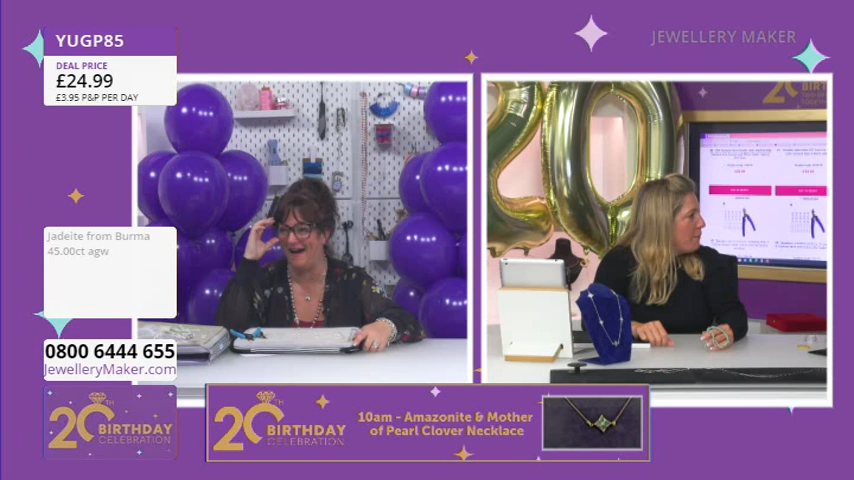 YUGP85
DEAL PRICE
£24.99
£3.95 P&P PER DAY
JEWELLERY MAKER
Jadeite from Burma
45.00ct agw
0800 6444 655
JewelleryMaker.com
20TH
BIRTHDAY
CELEBRATION
20TH
BIRTHDAY
CELEBRATION
10am - Amazonite & Mother
of Pearl Clover Necklace
20